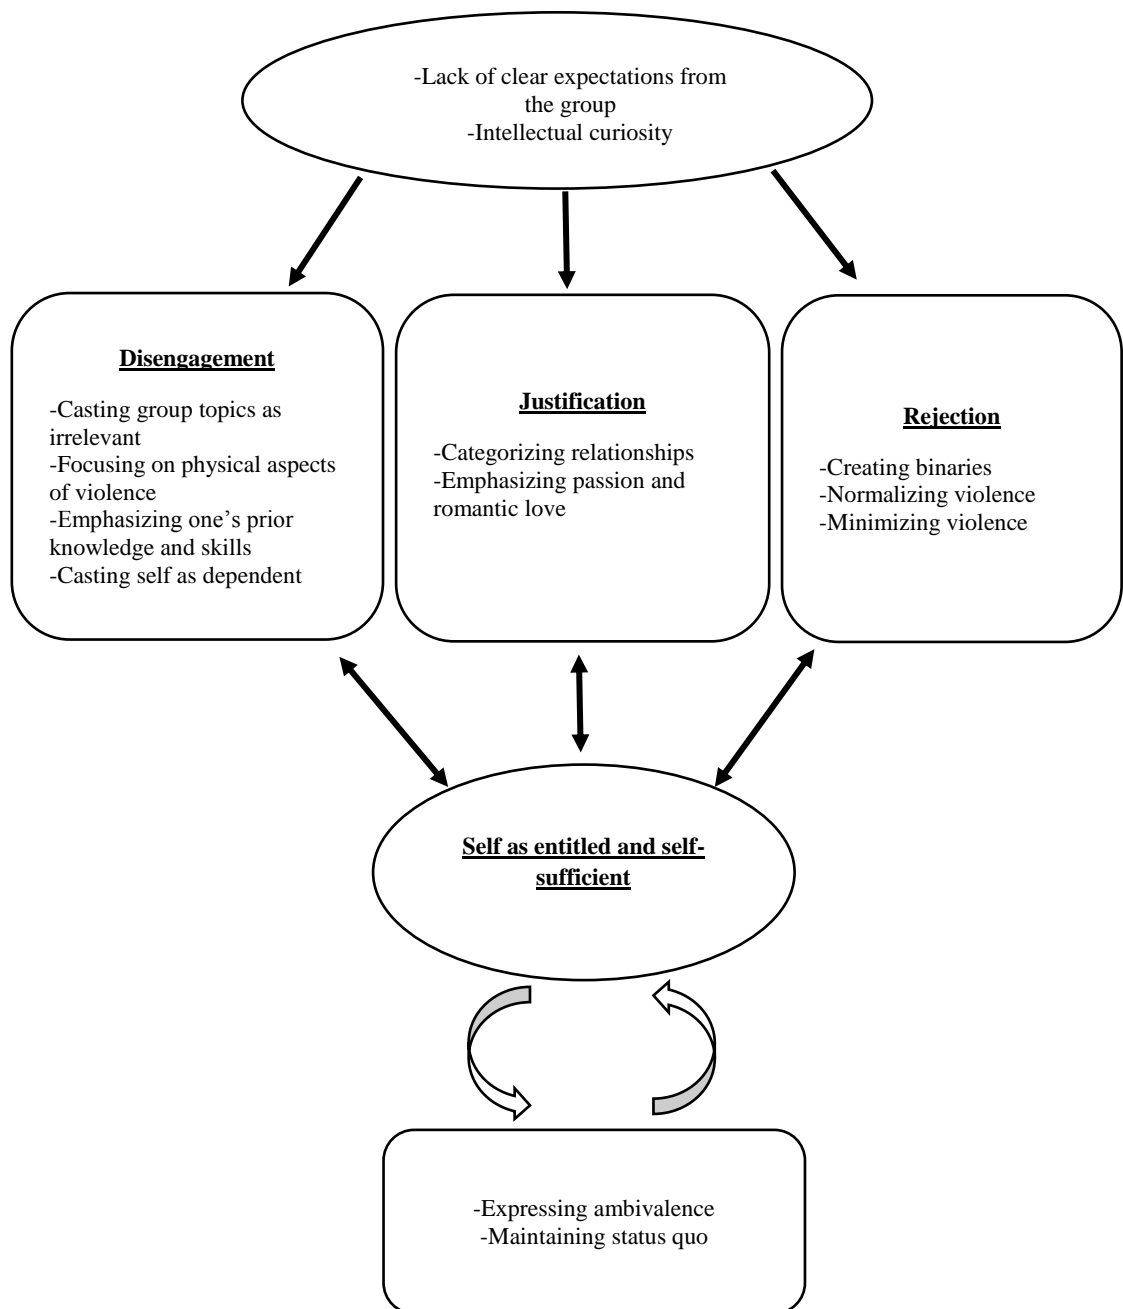 -Lack of clear expectations from
the group
-Intellectual curiosity
Disengagement
-Casting group topics as
irrelevant
-Focusing on physical aspects
of violence
-Emphasizing one’s prior
knowledge and skills
-Casting self as dependent
Justification
-Categorizing relationships
-Emphasizing passion and
romantic love
Rejection
-Creating binaries
-Normalizing violence
-Minimizing violence
Self as entitled and self-
sufficient
-Expressing ambivalence
-Maintaining status quo